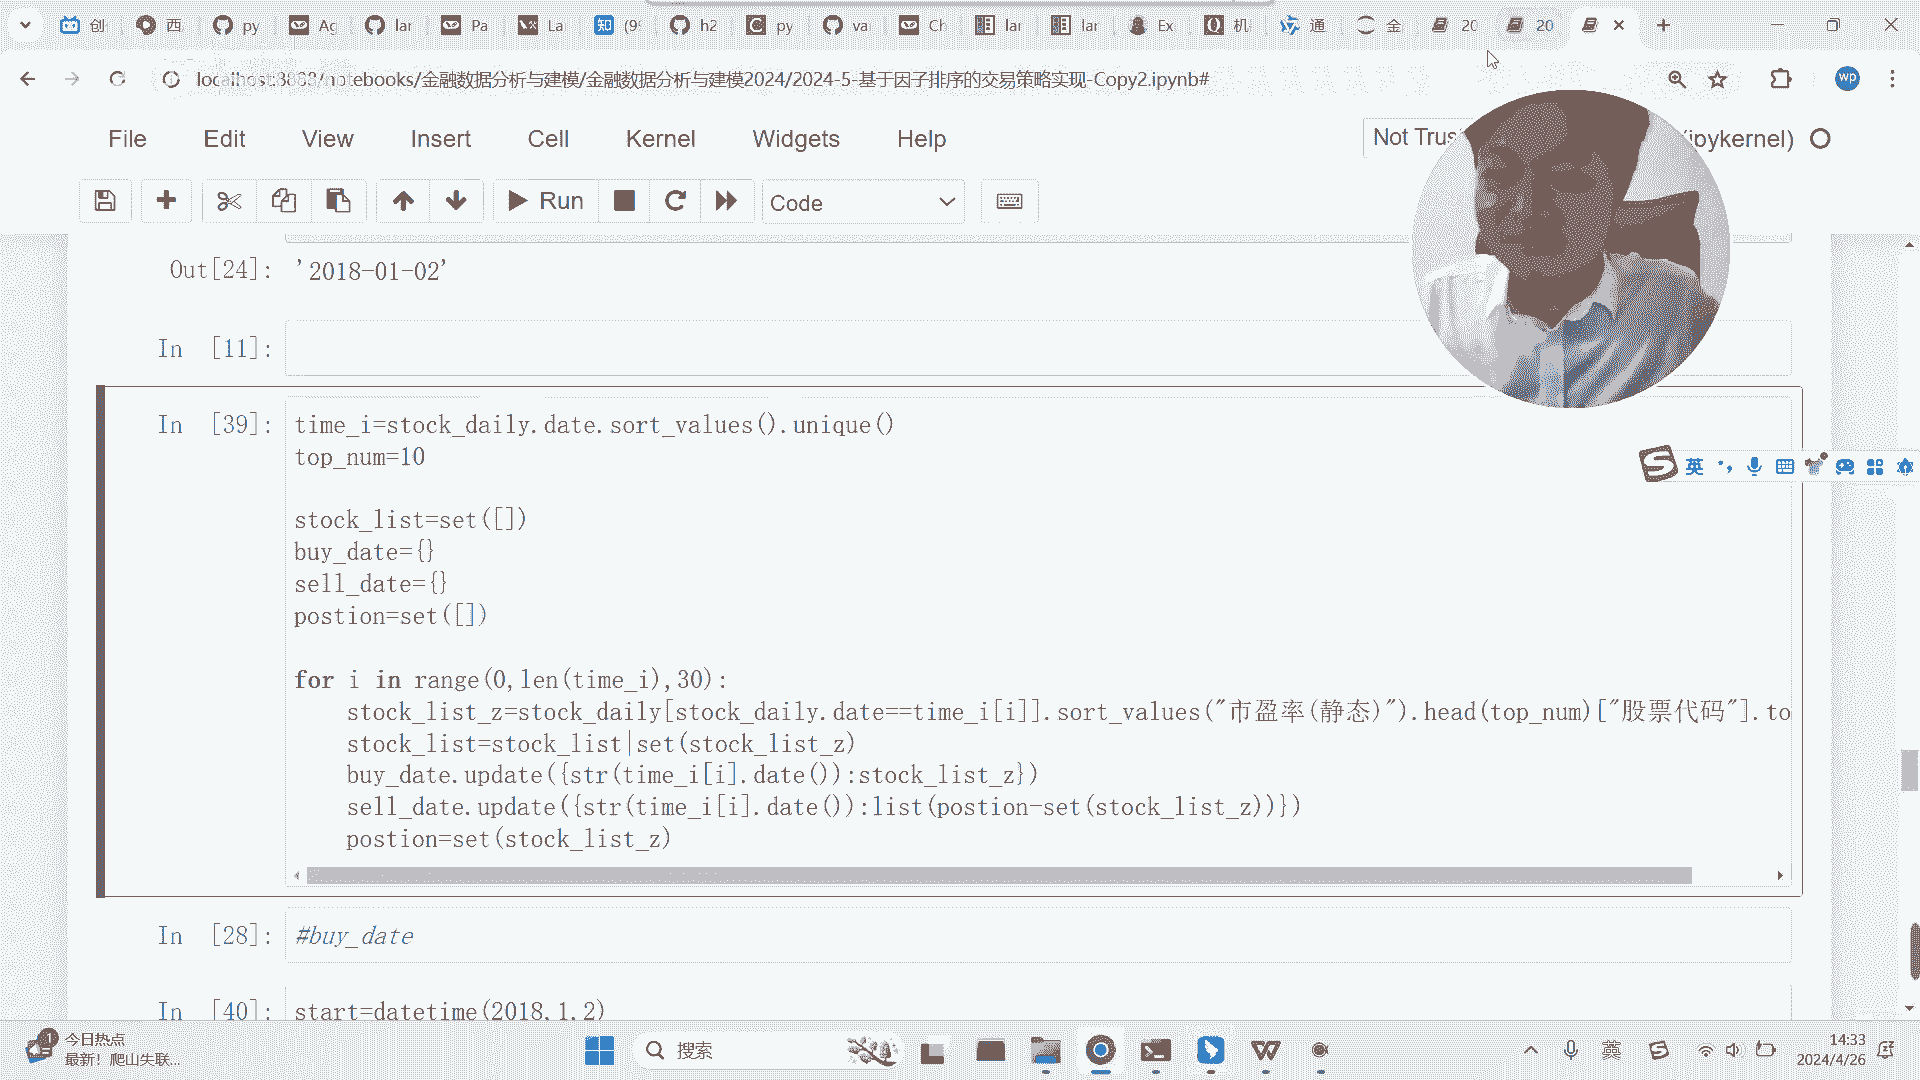 创
西
py
Ag
lar
Pa
La
知
(9
h2
py
va
Ch
lar
lar
Ex
机
通
金
20
20
localhost:8888/notebooks/金融数据分析与建模/金融数据分析与建模2024/2024-5-基于因子排序的交易策略实现-Copy2.ipynb#
wp
File Edit View Insert Cell Kernel Widgets Help
Not Trus
(ipykernel)
Run
Code
Out[24]: '2018-01-02'
In [11]:
In [39]: time_i=stock_daily.date.sort_values().unique()
top_num=10
stock_list=set([])
buy_date={}
sell_date={}
postion=set([])
for i in range(0,len(time_i),30):
stock_list_z=stock_daily[stock_daily.date==time_i[i]].sort_values("市盈率(静态)").head(top_num)["股票代码"].to
stock_list=stock_list|set(stock_list_z)
buy_date.update({str(time_i[i].date()):stock_list_z})
sell_date.update({str(time_i[i].date()):list(postion-set(stock_list_z))})
postion=set(stock_list_z)
英
In [28]: #buy_date
In [40]: start=datetime(2018,1,2)
1
今日热点
最新！爬山失联...
搜索
英
14:33
2024/4/26